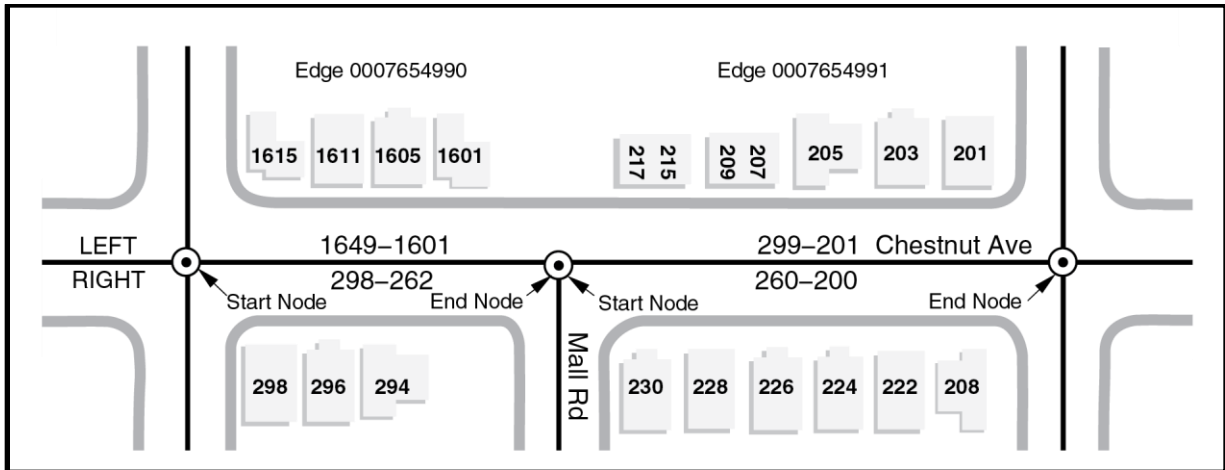 Edge 0007654990 Edge 0007654991
1615 1611 1605 1601 217 215 209 207 205 203 201
LEFT 1649–1601 299–201 Chestnut Ave
RIGHT 298–262 260–200
Start Node End Node Start Node End Node
Mall Rd
298 296 294 230 228 226 224 222 208